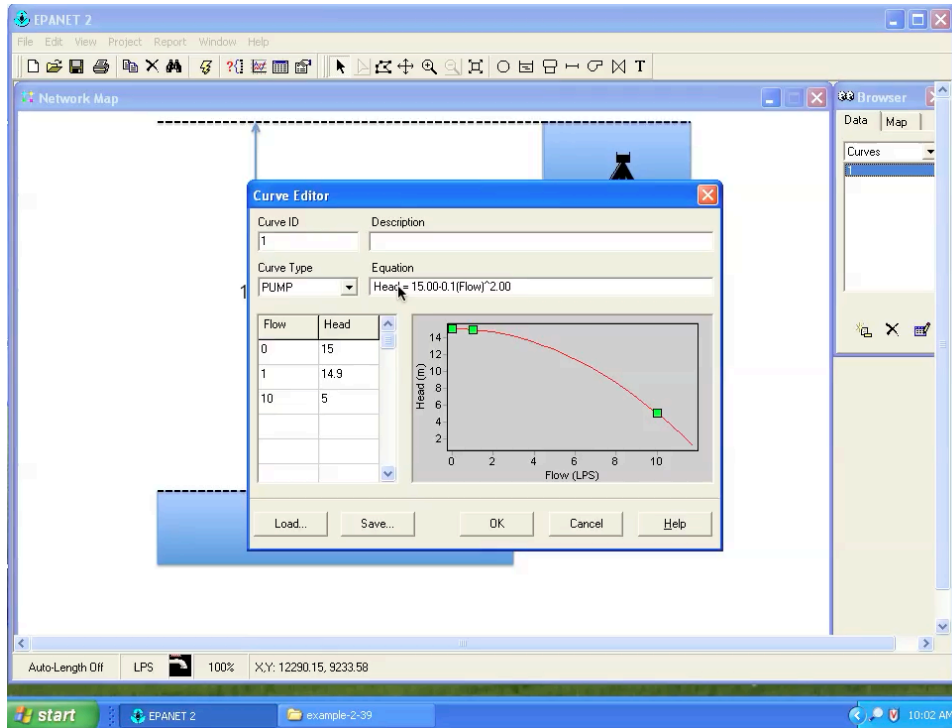 EPANET 2
File Edit View Project Report Window Help
Network Map
Browser
Data Map
Curves
1
Curve Editor
Curve ID Description
1
Curve Type Equation
PUMP Head = 15.00-0.1(Flow)^2.00
1
Flow Head
0 15
1 14.9
10 5
Head (m)
14
12
10
8
6
4
2
0 2 4 6 8 10
Flow (LPS)
Load... Save... OK Cancel Help
Auto-Length Off LPS 100% X,Y: 12290.15, 9233.58
start EPANET 2 example-2-39 10:02 AM